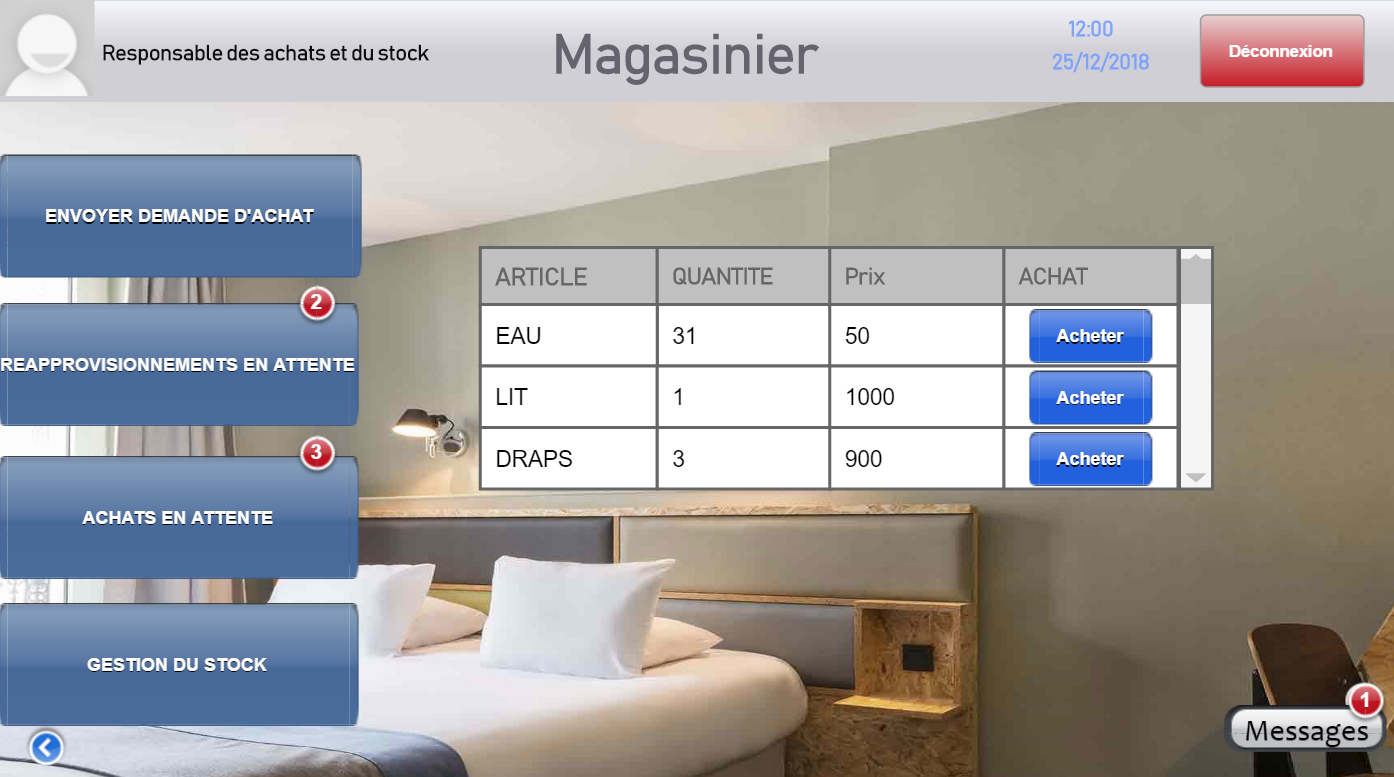 Responsable des achats et du stock
Magasinier
12:00
25/12/2018
Déconnexion
ENVOYER DEMANDE D'ACHAT
2
REAPPROVISIONNEMENTS EN ATTENTE
3
ACHATS EN ATTENTE
GESTION DU STOCK
ARTICLE QUANTITE Prix ACHAT
EAU 31 50 Acheter
LIT 1 1000 Acheter
DRAPS 3 900 Acheter
1
Messages